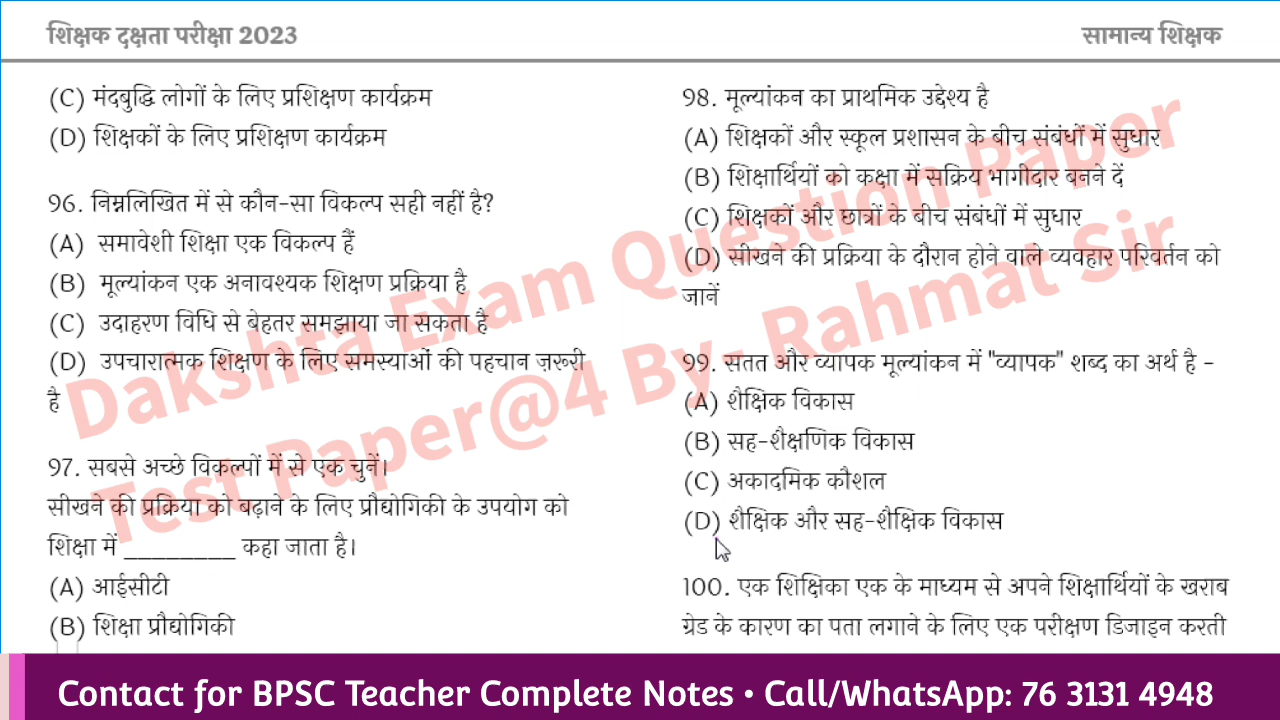 शिक्षक दक्षता परीक्षा 2023
सामान्य शिक्षक
(C) मंदबुद्धि लोगों के लिए प्रशिक्षण कार्यक्रम
(D) शिक्षकों के लिए प्रशिक्षण कार्यक्रम
96. निम्नलिखित में से कौन-सा विकल्प सही नहीं है?
(A) समावेशी शिक्षा एक विकल्प हैं
(B) मूल्यांकन एक अनावश्यक शिक्षण प्रक्रिया है
(C) उदाहरण विधि से बेहतर समझाया जा सकता है
(D) उपचारात्मक शिक्षण के लिए समस्याओं की पहचान ज़रूरी
है
97. सबसे अच्छे विकल्पों में से एक चुनें।
सीखने की प्रक्रिया को बढ़ाने के लिए प्रौद्योगिकी के उपयोग को
शिक्षा में ________ कहा जाता है।
(A) आईसीटी
(B) शिक्षा प्रौद्योगिकी
98. मूल्यांकन का प्राथमिक उद्देश्य है
(A) शिक्षकों और स्कूल प्रशासन के बीच संबंधों में सुधार
(B) शिक्षार्थियों को कक्षा में सक्रिय भागीदार बनने दें
(C) शिक्षकों और छात्रों के बीच संबंधों में सुधार
(D) सीखने की प्रक्रिया के दौरान होने वाले व्यवहार परिवर्तन को
जानें
99. सतत और व्यापक मूल्यांकन में "व्यापक" शब्द का अर्थ है -
(A) शैक्षिक विकास
(B) सह-शैक्षणिक विकास
(C) अकादमिक कौशल
(D) शैक्षिक और सह-शैक्षिक विकास
100. एक शिक्षिका एक के माध्यम से अपने शिक्षार्थियों के खराब
ग्रेड के कारण का पता लगाने के लिए एक परीक्षण डिजाइन करती
Dakshta Exam Question Paper
Test Paper@4 By- Rahmat Sir
Contact for BPSC Teacher Complete Notes • Call/WhatsApp: 76 3131 4948